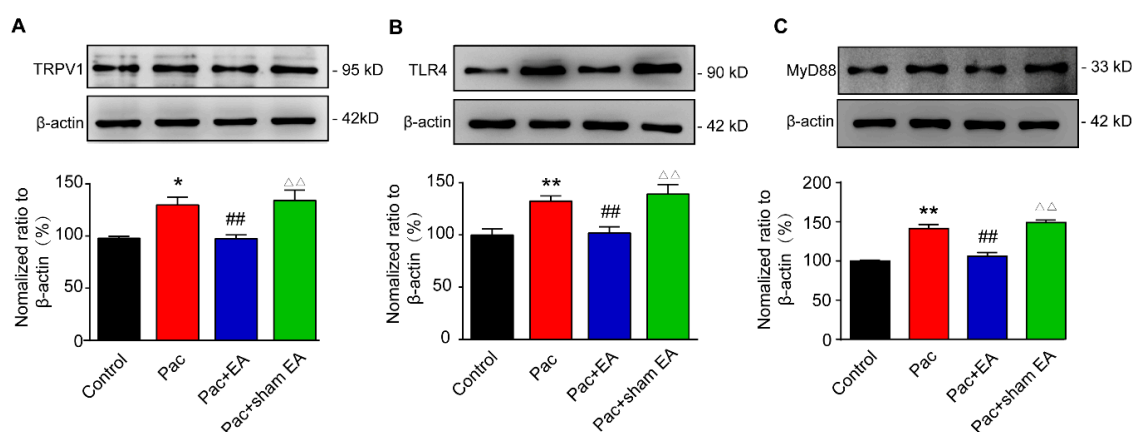 A
TRPV1
- 95 kD
β-actin
- 42kD
Nomalized ratio to
β-actin（%）
150
100
50
0
*
##
△△
Control
Pac
Pac+EA
Pac+sham EA
B
TLR4
- 90 kD
β-actin
- 42 kD
Nomalized ratio to
β-actin（%）
150
100
50
0
**
##
△△
Control
Pac
Pac+EA
Pac+sham EA
C
MyD88
- 33 kD
β-actin
- 42 kD
Nomalized ratio to
β-actin（%）
200
150
100
50
0
**
##
△△
Control
Pac
Pac+EA
Pac+sham EA